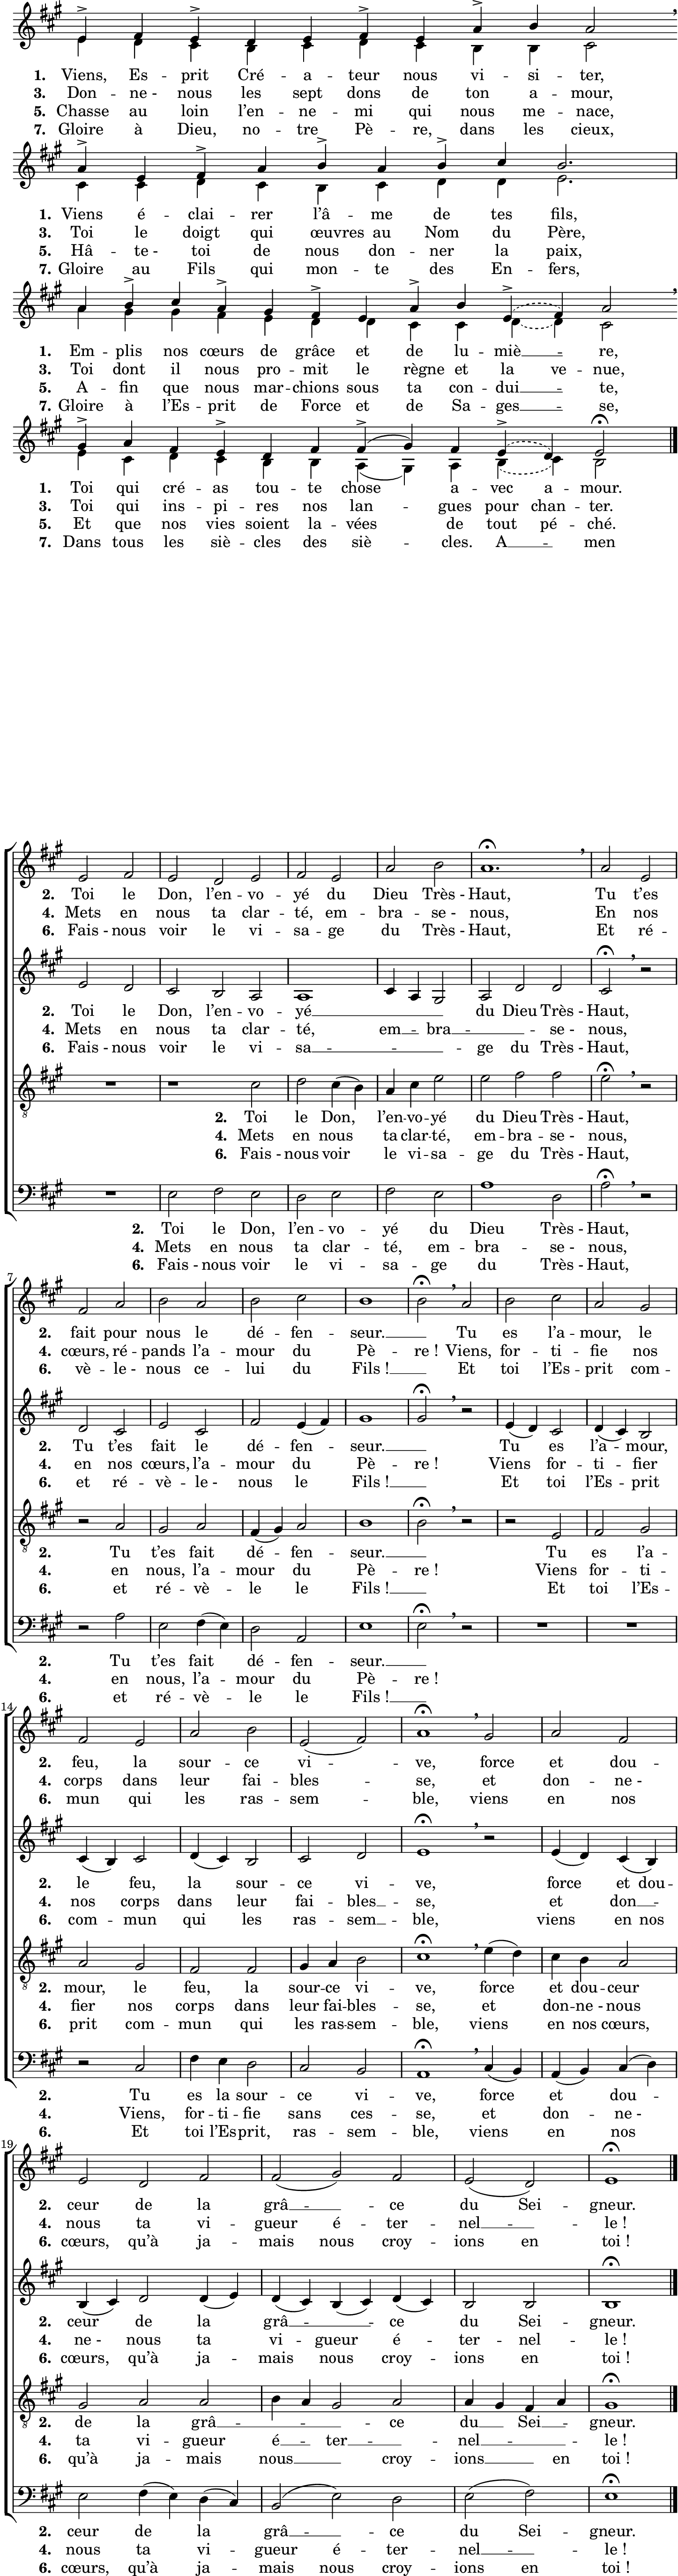 1. Viens, Es -- prit Cré -- a -- teur nous vi -- si -- ter,
3. Don -- ne - nous les sept dons de ton a -- mour,
5. Chasse au loin l’en -- ne -- mi qui nous me -- nace,
7. Gloire à Dieu, no -- tre Pè -- re, dans les cieux,
1. Viens é -- clai -- rer l’â -- me de tes fils,
3. Toi le doigt qui œuvres au Nom du Père,
5. Hâ -- te - toi de nous don -- ner la paix,
7. Gloire au Fils qui mon -- te des En -- fers,
1. Em -- plis nos cœurs de grâce et de lu -- miè -- re,
3. Toi dont il nous pro -- mit le règne et la ve -- nue,
5. A -- fin que nous mar -- chions sous ta con -- dui -- te,
7. Gloire à l’Es -- prit de Force et de Sa -- ges -- se,
1. Toi qui cré -- as tou -- te chose a -- vec a -- mour.
3. Toi qui ins -- pi -- res nos lan -- gues pour chan -- ter.
5. Et que nos vies soient la -- vées de tout pé -- ché.
7. Dans tous les siè -- cles des siè -- cles. A -- men
2. Toi le Don, l’en -- vo -- yé du Dieu Très - Haut, Tu t’es
4. Mets en nous ta clar -- té, em -- bra -- se - nous, En nos
6. Fais - nous voir le vi -- sa -- ge du Très - Haut, Et ré --
2. Toi le Don, l’en -- vo -- yé du Dieu Très - Haut,
4. Mets en nous ta clar -- té, em -- bra -- se - nous,
6. Fais - nous voir le vi -- sa -- ge du Très - Haut,
2. Toi le Don, l’en -- vo -- yé du Dieu Très - Haut,
4. Mets en nous ta clar -- té, em -- bra -- se - nous,
6. Fais - nous voir le vi -- sa -- ge du Très - Haut,
2. Toi le Don, l’en -- vo -- yé du Dieu Très - Haut,
4. Mets en nous ta clar -- té, em -- bra -- se - nous,
6. Fais - nous voir le vi -- sa -- ge du Très - Haut,
7
2. fait pour nous le dé -- fen -- seur. Tu es l’a -- mour, le
4. cœurs, ré -- pands l’a -- mour du Pè -- re ! Viens, for -- ti -- fie nos
6. vè -- le - nous ce -- lui du Fils ! Et toi l’Es -- prit com --
2. Tu t’es fait le dé -- fen -- seur. Tu es l’a -- mour,
4. en nos cœurs, l’a -- mour du Pè -- re ! Viens for -- ti -- fier
6. et ré -- vè -- le - nous le Fils ! Et toi l’Es -- prit
2. Tu t’es fait dé -- fen -- seur. Tu es l’a --
4. en nous, l’a -- mour du Pè -- re ! Viens for -- ti --
6. et ré -- vè -- le le Fils ! Et toi l’Es --
2. Tu t’es fait dé -- fen -- seur.
4. en nous, l’a -- mour du Pè -- re !
6. et ré -- vè -- le le Fils !
14
2. feu, la sour -- ce vi -- ve, force et dou --
4. corps dans leur fai -- bles -- se, et don -- ne -
6. mun qui les ras -- sem -- ble, viens en nos
2. le feu, la sour -- ce vi -- ve, force et dou --
4. nos corps dans leur fai -- bles -- se, et don --
6. com -- mun qui les ras -- sem -- ble, viens en nos
2. mour, le feu, la sour -- ce vi -- ve, force et dou -- ceur
4. fier nos corps dans leur fai -- bles -- se, et don -- ne - nous
6. prit com -- mun qui les ras -- sem -- ble, viens en nos cœurs,
2. Tu es la sour -- ce vi -- ve, force et dou --
4. Viens, for -- ti -- fie sans ces -- se, et don -- ne -
6. Et toi l’Es -- prit, ras -- sem -- ble, viens en nos
19
2. ceur de la grâ -- ce du Sei -- gneur.
4. nous ta vi -- gueur é -- ter -- nel -- le !
6. cœurs, qu’à ja -- mais nous croy -- ions en toi !
2. ceur de la grâ -- ce du Sei -- gneur.
4. ne - nous ta vi -- gueur é -- ter -- nel -- le !
6. cœurs, qu’à ja -- mais nous croy -- ions en toi !
2. de la grâ -- ce du Sei -- gneur.
4. ta vi -- gueur é -- ter -- nel -- le !
6. qu’à ja -- mais nous croy -- ions en toi !
2. ceur de la grâ -- ce du Sei -- gneur.
4. nous ta vi -- gueur é -- ter -- nel -- le !
6. cœurs, qu’à ja -- mais nous croy -- ions en toi !